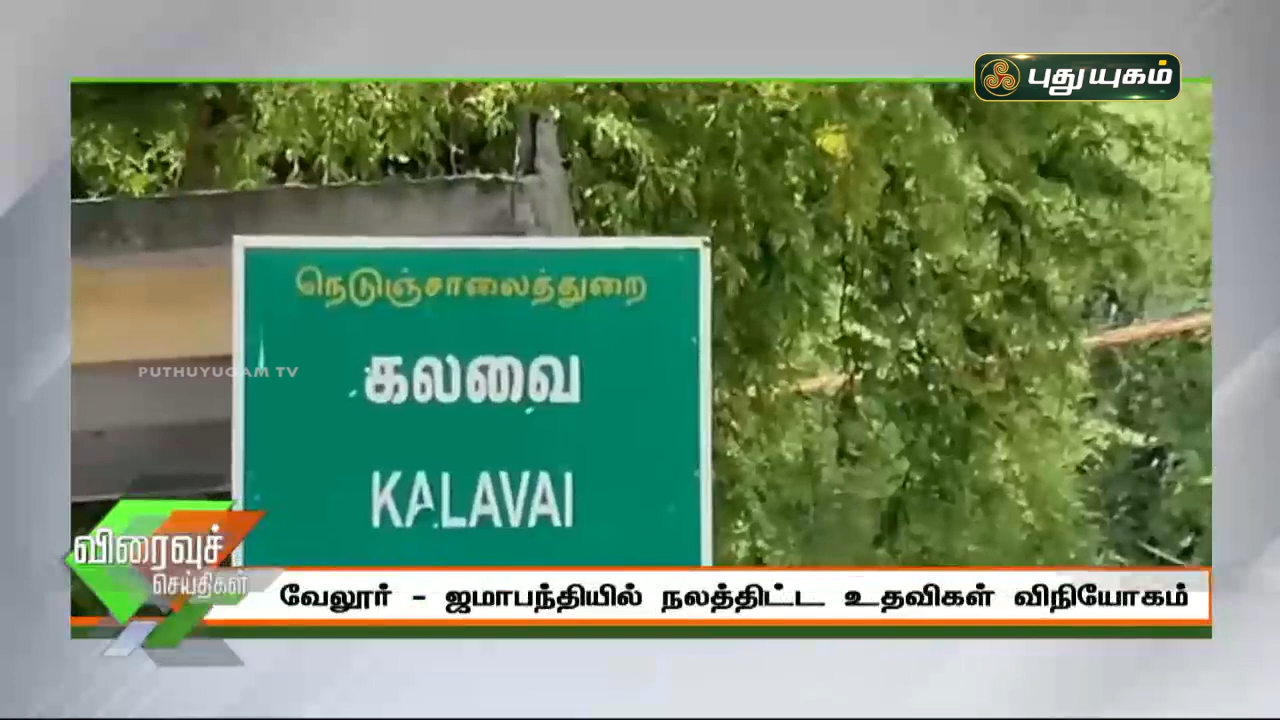 புதுயுகம்
நெடுஞ்சாலைத்துறை
கலவை
PUTHUYUGAM TV
KALAVAI
விரைவுச்
செய்திகள்
வேலூர் - ஜமாபந்தியில் நலத்திட்ட உதவிகள் விநியோகம்